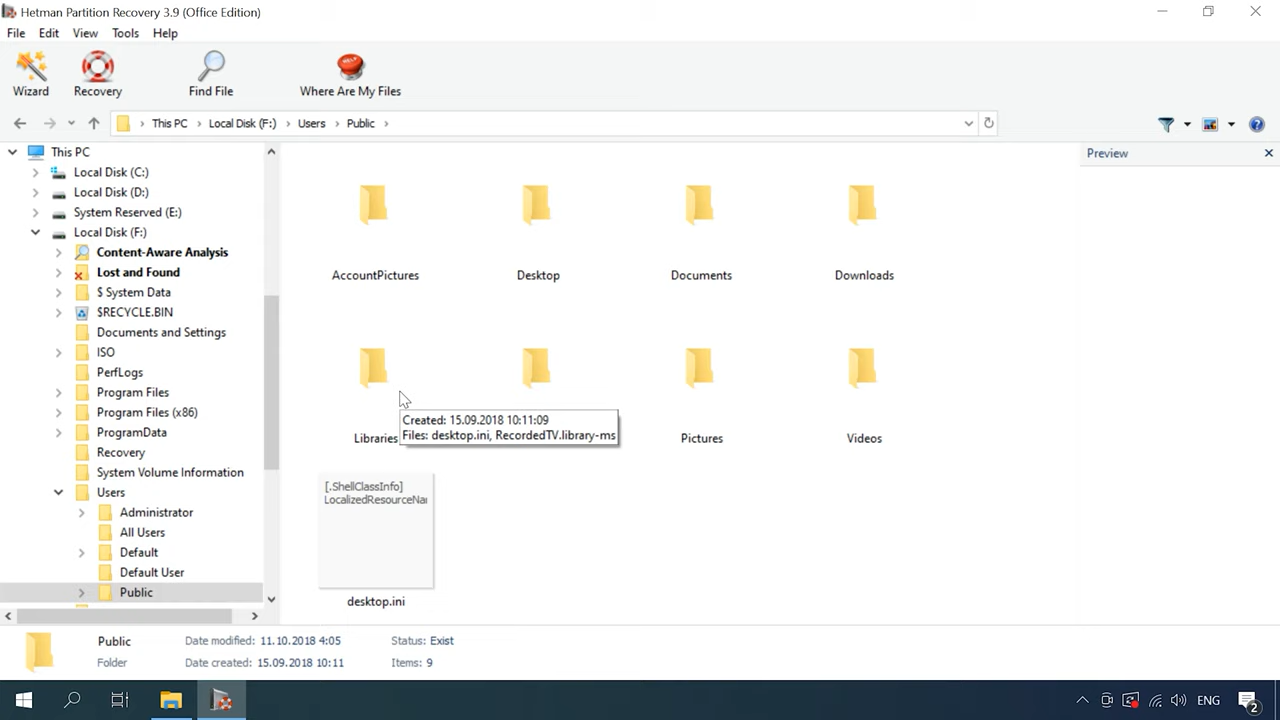 Hetman Partition Recovery 3.9 (Office Edition)
File Edit View Tools Help
Wizard Recovery Find File Where Are My Files
This PC Local Disk (F:) Users Public
This PC
Local Disk (C:)
Local Disk (D:)
System Reserved (E:)
Local Disk (F:)
Content-Aware Analysis
Lost and Found
$ System Data
$RECYCLE.BIN
Documents and Settings
ISO
PerfLogs
Program Files
Program Files (x86)
ProgramData
Recovery
System Volume Information
Users
Administrator
All Users
Default
Default User
Public
AccountPictures Desktop Documents Downloads
Libraries Pictures Videos
Created: 15.09.2018 10:11:09
Files: desktop.ini, RecordedTV.library-ms
[.ShellClassInfo]
LocalizedResourceNa
desktop.ini
Preview
Public Date modified: 11.10.2018 4:05 Status: Exist
Folder Date created: 15.09.2018 10:11 Items: 9
ENG
2